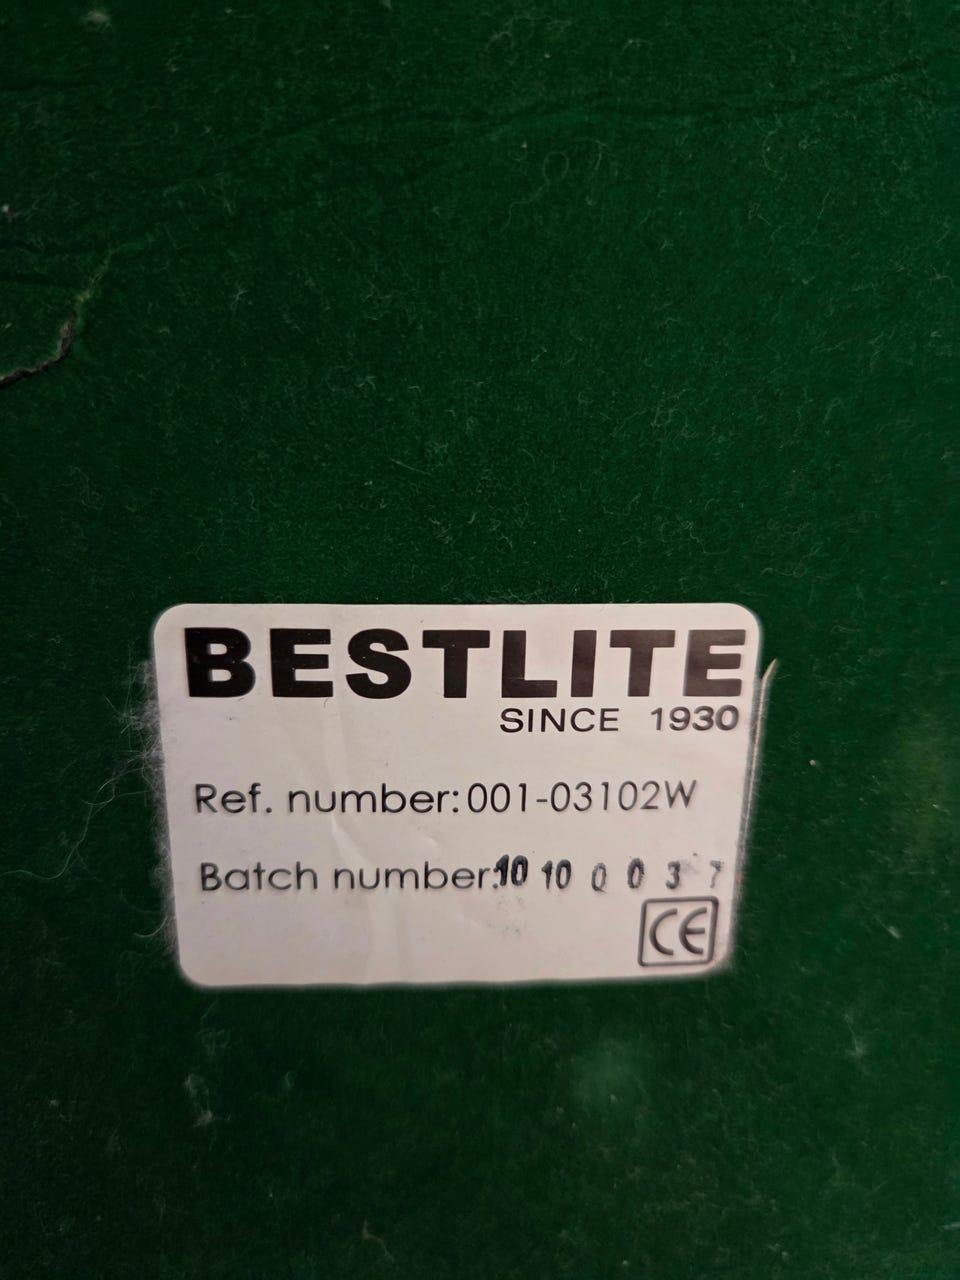 BESTLITE
SINCE 1930
Ref. number:001-03102W
Batch number:10 10 0 0 3 7
CE